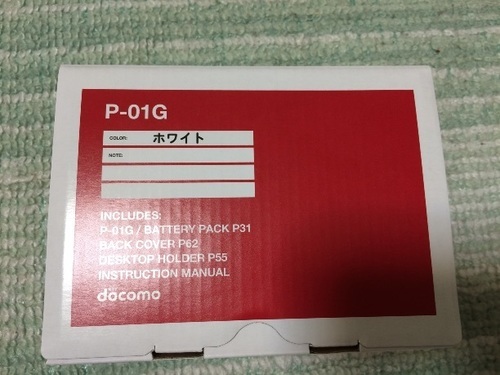 P-01G
COLOR: ホワイト
NOTE:
INCLUDES:
P-01G / BATTERY PACK P31
BACK COVER P62
DESKTOP HOLDER P55
INSTRUCTION MANUAL
docomo